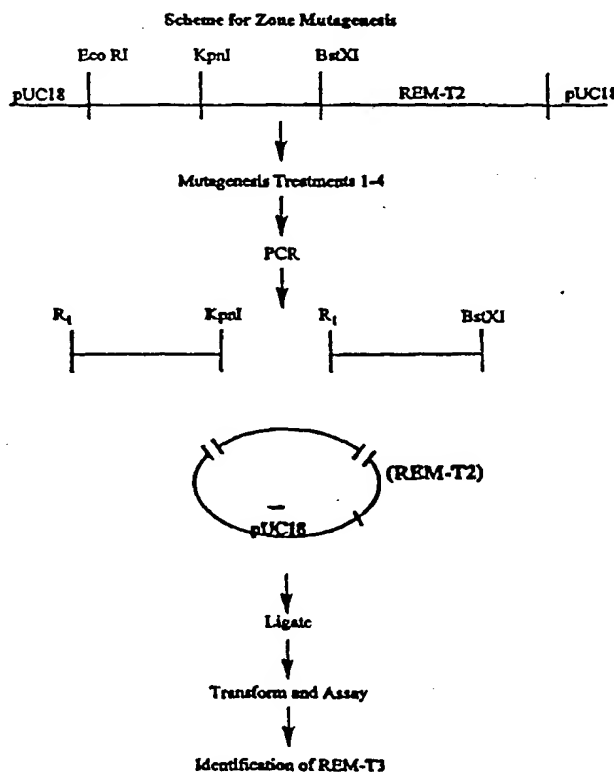 Scheme for Zone Mutagenesis
Eco RI KpnI BstXI
pUC18 REM-T2 pUC18
Mutagenesis Treatments 1-4
PCR
R₁ KpnI R₁ BstXI
(REM-T2)
pUC18
Ligate
Transform and Assay
Identification of REM-T3